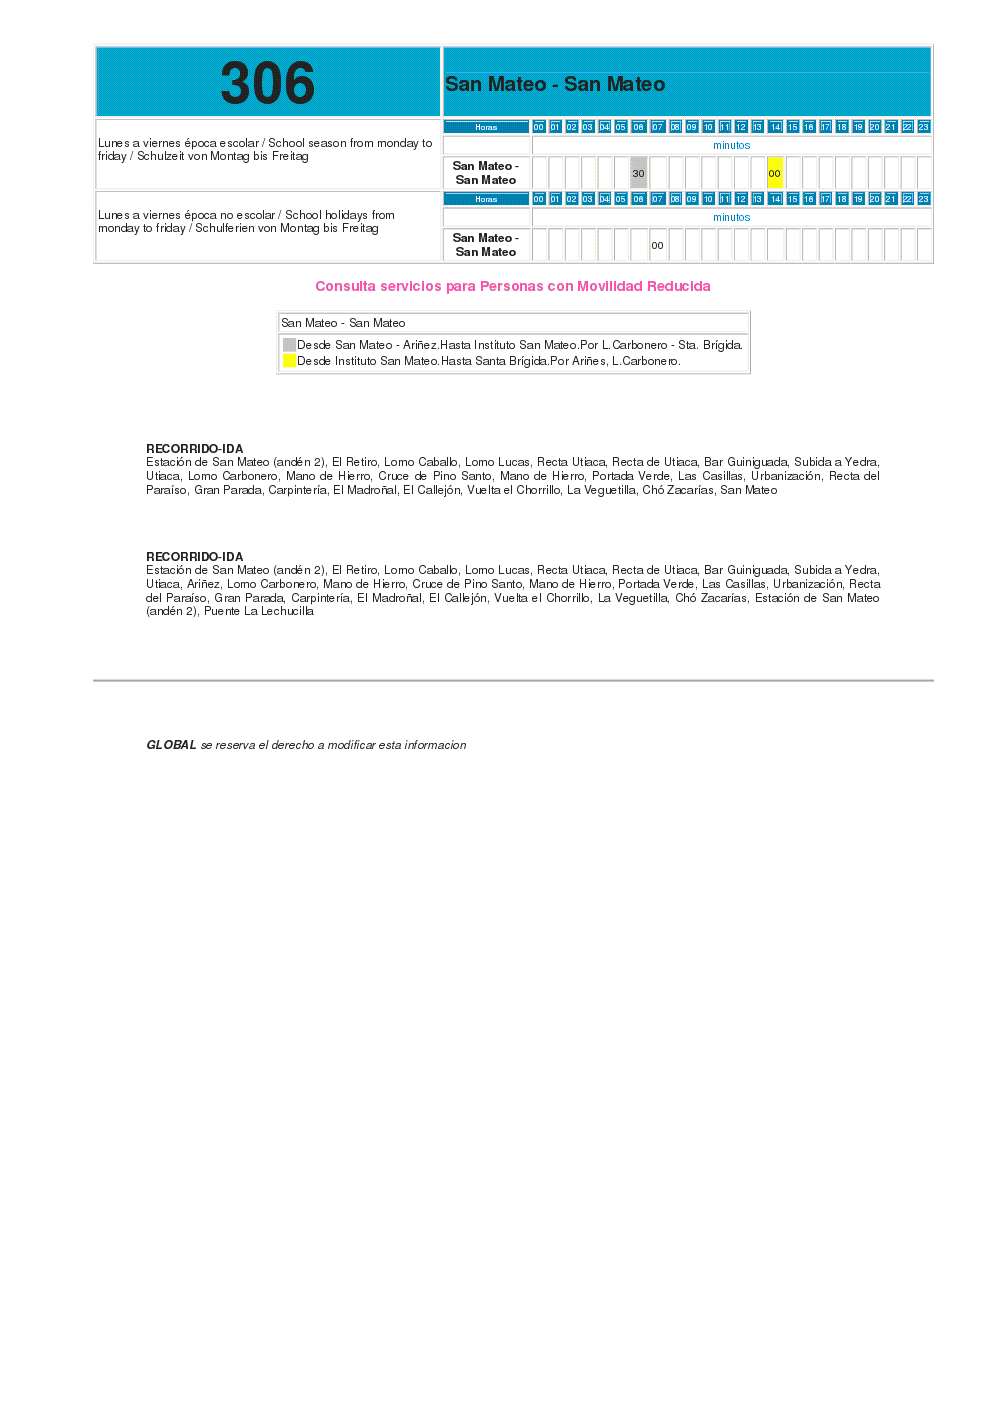 306
San Mateo - San Mateo
Lunes a viernes época escolar / School season from monday to
friday / Schulzeit von Montag bis Freitag
Horas 00 01 02 03 04 05 06 07 08 09 10 11 12 13 14 15 16 17 18 19 20 21 22 23
minutos
San Mateo -
San Mateo
30 00
Lunes a viernes época no escolar / School holidays from
monday to friday / Schulferien von Montag bis Freitag
Horas 00 01 02 03 04 05 06 07 08 09 10 11 12 13 14 15 16 17 18 19 20 21 22 23
minutos
San Mateo -
San Mateo
00
Consulta servicios para Personas con Movilidad Reducida
San Mateo - San Mateo
Desde San Mateo - Ariñez.Hasta Instituto San Mateo.Por L.Carbonero - Sta. Brígida.
Desde Instituto San Mateo.Hasta Santa Brígida.Por Ariñes, L.Carbonero.
RECORRIDO-IDA
Estación de San Mateo (andén 2), El Retiro, Lomo Caballo, Lomo Lucas, Recta Utiaca, Recta de Utiaca, Bar Guiniguada, Subida a Yedra,
Utiaca, Lomo Carbonero, Mano de Hierro, Cruce de Pino Santo, Mano de Hierro, Portada Verde, Las Casillas, Urbanización, Recta del
Paraíso, Gran Parada, Carpintería, El Madroñal, El Callejón, Vuelta el Chorrillo, La Veguetilla, Chó Zacarías, San Mateo
RECORRIDO-IDA
Estación de San Mateo (andén 2), El Retiro, Lomo Caballo, Lomo Lucas, Recta Utiaca, Recta de Utiaca, Bar Guiniguada, Subida a Yedra,
Utiaca, Ariñez, Lomo Carbonero, Mano de Hierro, Cruce de Pino Santo, Mano de Hierro, Portada Verde, Las Casillas, Urbanización, Recta
del Paraíso, Gran Parada, Carpintería, El Madroñal, El Callejón, Vuelta el Chorrillo, La Veguetilla, Chó Zacarías, Estación de San Mateo
(andén 2), Puente La Lechucilla
GLOBAL se reserva el derecho a modificar esta informacion